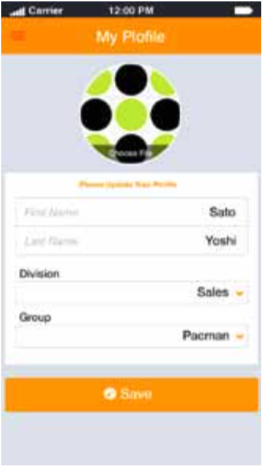 Carrier 12:00 PM
My Plofile
Choose File
Please Update Your Profile
First Name Sato
Last Name Yoshi
Division
Sales
Group
Pacman
Save